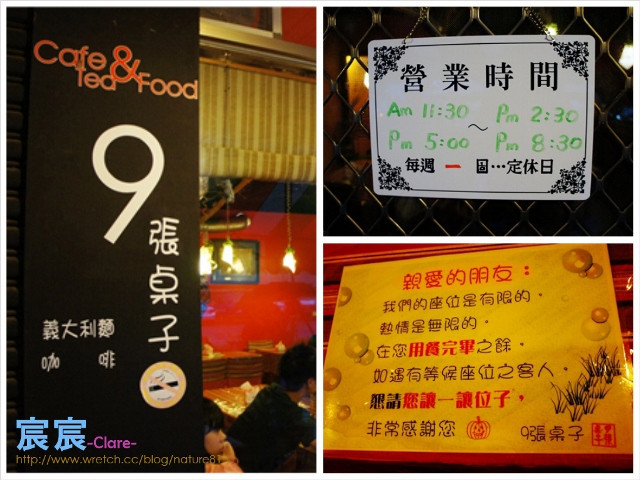 Cafe & Tea Food
9張桌子
義大利麵
咖啡
宸宸-Clare-
http://www.wretch.cc/blog/nature81
營業時間
Am 11:30 ~ Pm 2:30
Pm 5:00 Pm 8:30
每週一固…定休日
親愛的朋友：
我們的座位是有限的。
熱情是無限的。
在您用餐完畢之餘。
如遇有等候座位之客人。
懇請您讓一讓位子，
非常感謝您 9張桌子